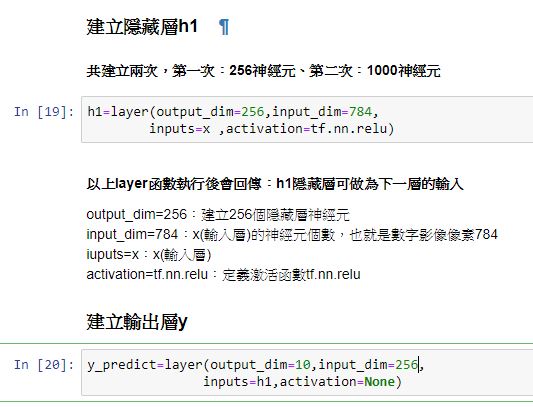 建立隱藏層h1 ¶
共建立兩次，第一次：256神經元、第二次：1000神經元
In [19]: h1=layer(output_dim=256,input_dim=784,
inputs=x ,activation=tf.nn.relu)
以上layer函數執行後會回傳：h1隱藏層可做為下一層的輸入
output_dim=256：建立256個隱藏層神經元
input_dim=784：x(輸入層)的神經元個數，也就是數字影像像素784
iuputs=x：x(輸入層)
activation=tf.nn.relu：定義激活函數tf.nn.relu
建立輸出層y
In [20]: y_predict=layer(output_dim=10,input_dim=256,
inputs=h1,activation=None)